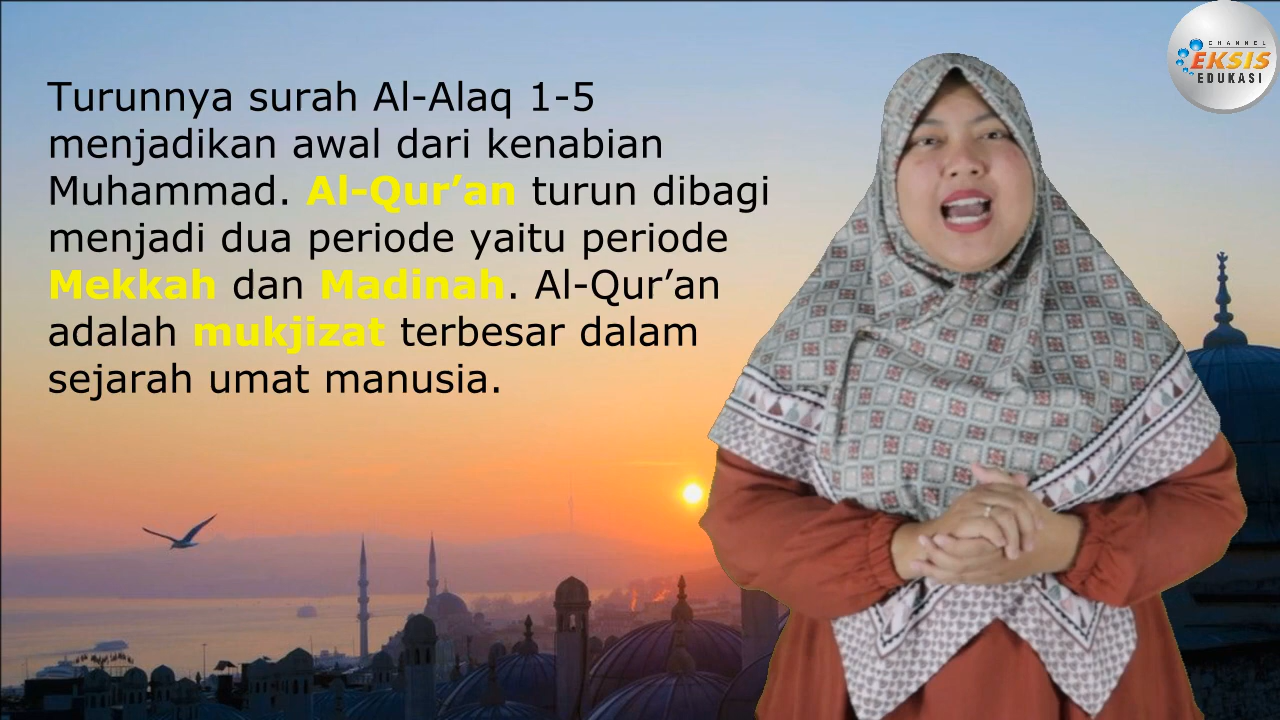 Turunnya surah Al-Alaq 1-5
menjadikan awal dari kenabian
Muhammad. Al-Qur’an turun dibagi
menjadi dua periode yaitu periode
Mekkah dan Madinah. Al-Qur’an
adalah mukjizat terbesar dalam
sejarah umat manusia.
CHANNEL
EKSIS
EDUKASI